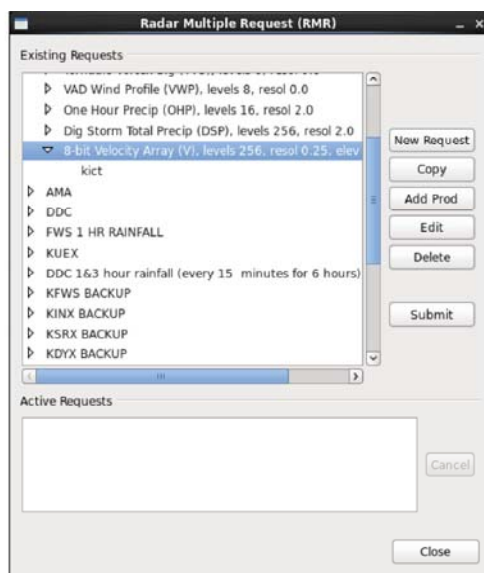 Radar Multiple Request (RMR)
Existing Requests
VAD Wind Profile (VWP), levels 8, resol 0.0
One Hour Precip (OHP), levels 16, resol 2.0
Dig Storm Total Precip (DSP), levels 256, resol 2.0
8-bit Velocity Array (V), levels 256, resol 0.25, elev
kict
AMA
DDC
FWS 1 HR RAINFALL
KUEX
DDC 1&3 hour rainfall (every 15 minutes for 6 hours)
KFWS BACKUP
KINX BACKUP
KSRX BACKUP
KDYX BACKUP
New Request
Copy
Add Prod
Edit
Delete
Submit
Active Requests
Cancel
Close